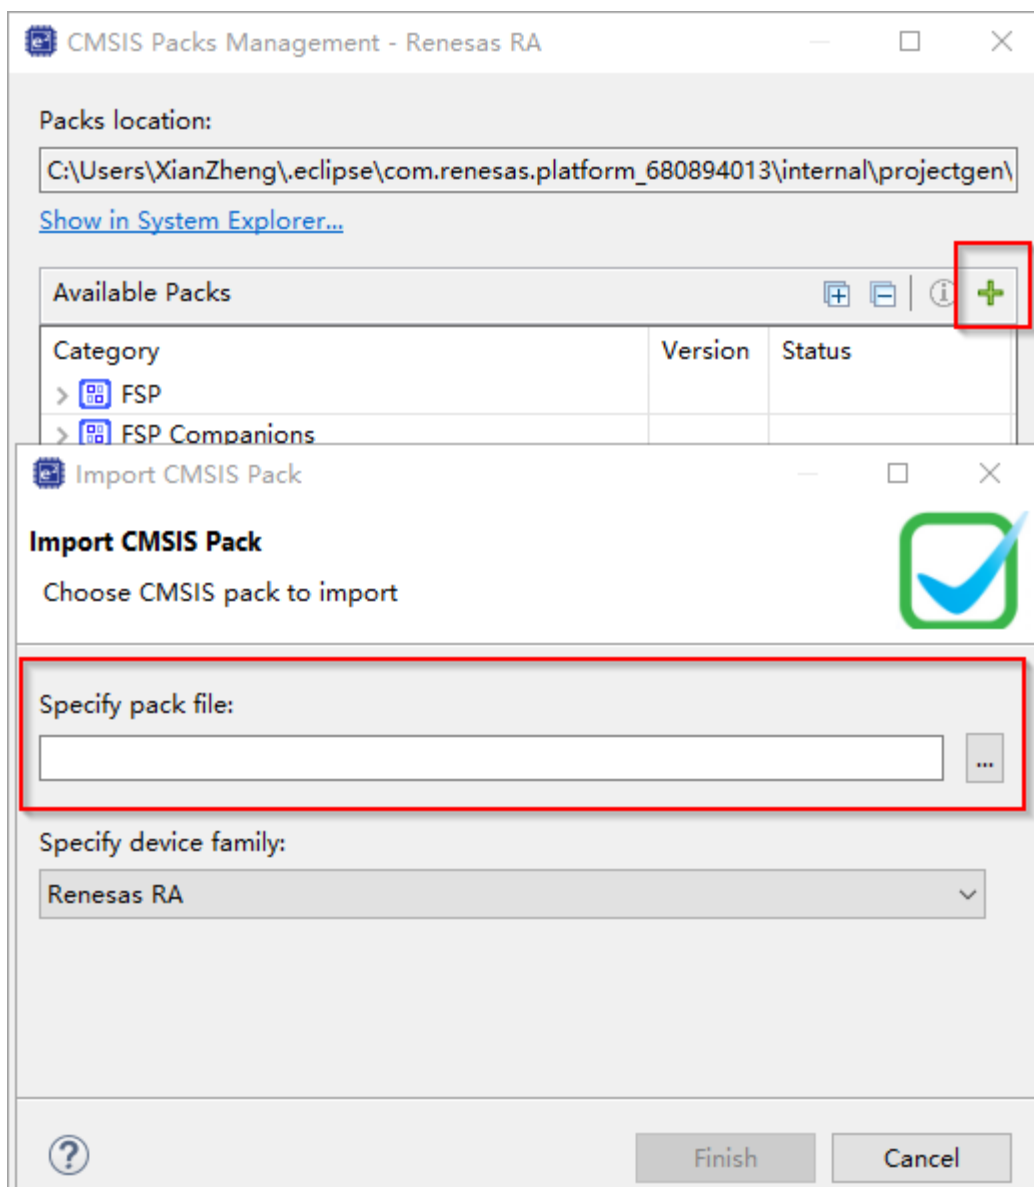 CMSIS Packs Management - Renesas RA
Packs location:
C:\Users\XianZheng\.eclipse\com.renesas.platform_680894013\internal\projectgen\
Show in System Explorer...
Available Packs
Category Version Status
FSP
FSP Companions
Import CMSIS Pack
Import CMSIS Pack
Choose CMSIS pack to import
Specify pack file:
...
Specify device family:
Renesas RA
Finish Cancel